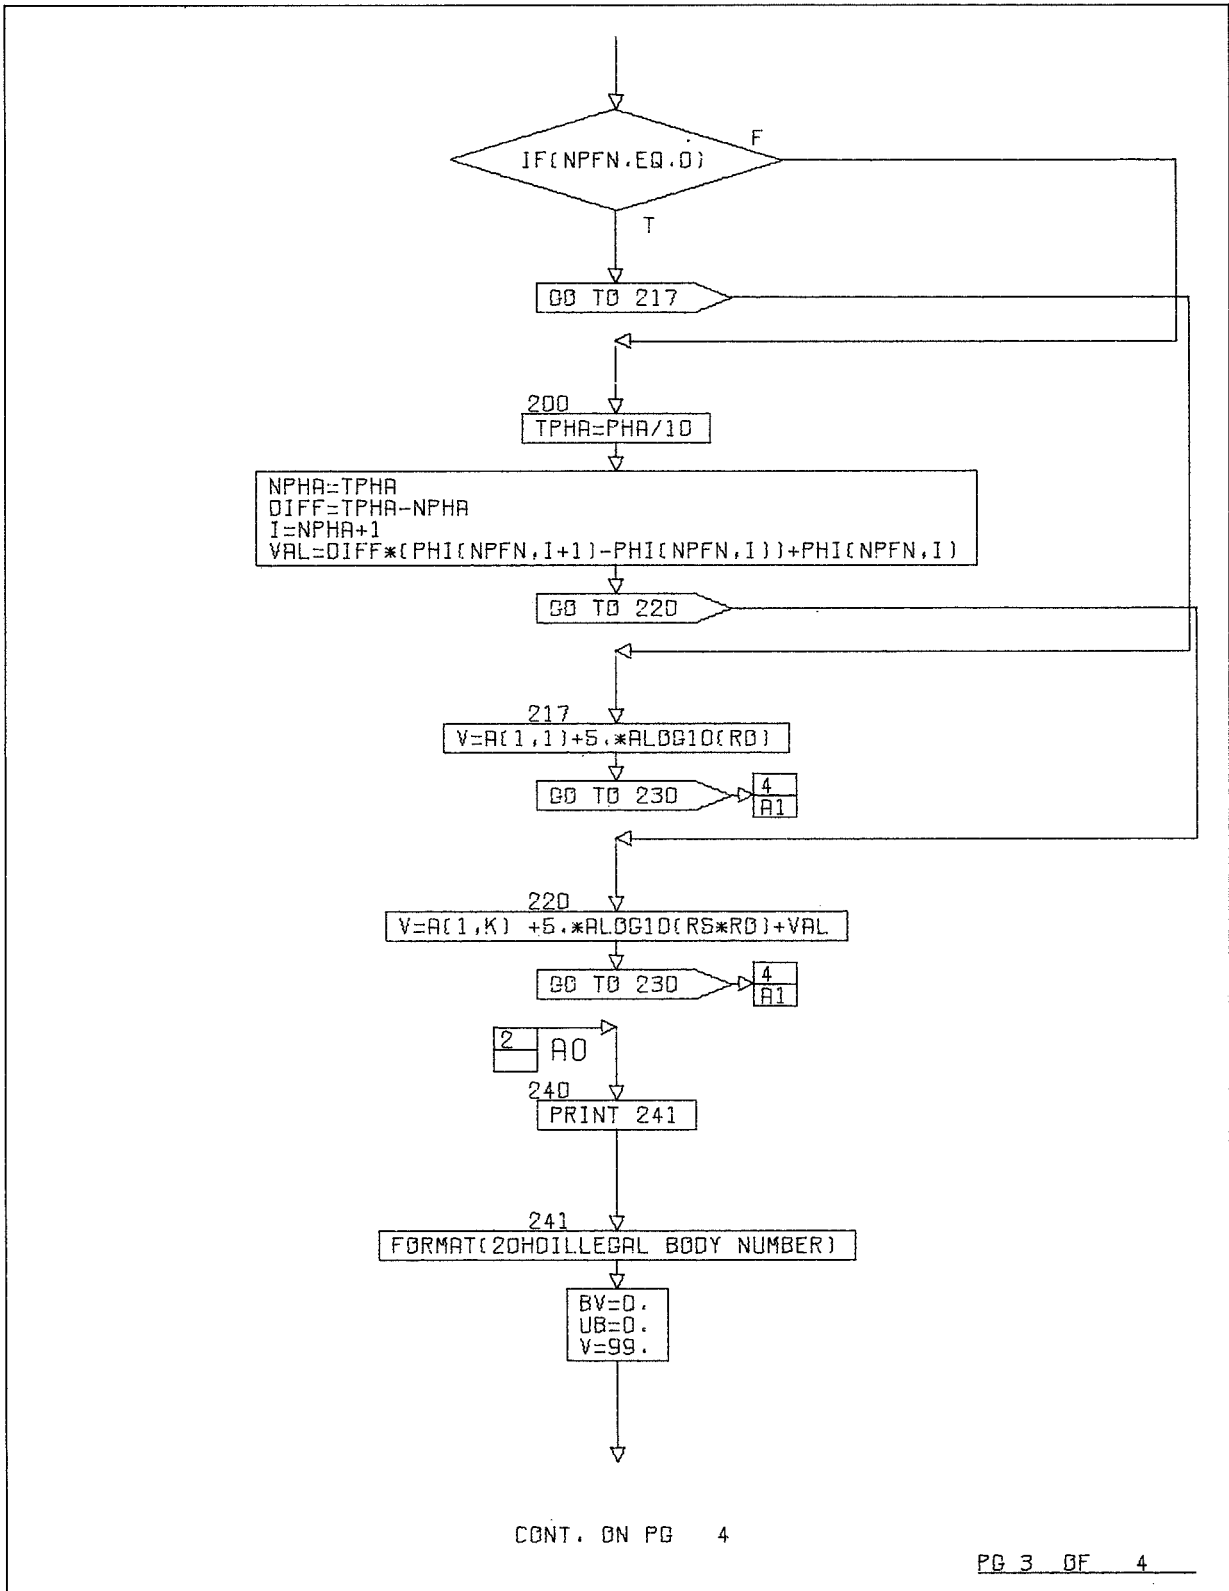 F
IF(NPFN.EQ.0)
T
GO TO 217
200
TPHA=PHA/10
NPHA=TPHA
DIFF=TPHA-NPHA
I=NPHA+1
VAL=DIFF*(PHI(NPFN,I+1)-PHI(NPFN,I))+PHI(NPFN,I)
GO TO 220
217
V=A(1,1)+5.*ALOG10(RO)
GO TO 230
4
A1
220
V=A(1,K) +5.*ALOG10(RS*RO)+VAL
GO TO 230
4
A1
2
A0
240
PRINT 241
241
FORMAT(20H0ILLEGAL BODY NUMBER)
BV=0.
UB=0.
V=99.
CONT. ON PG 4
PG 3 OF 4